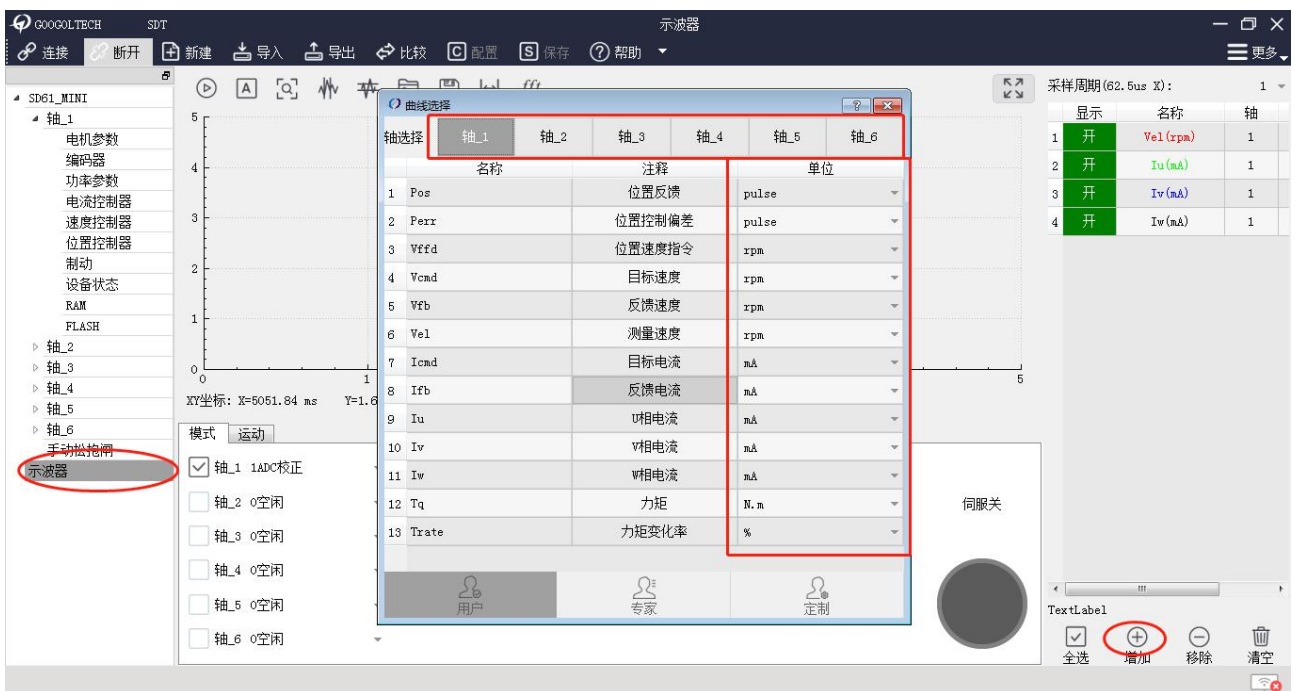 GOOGOLTECH SDT 示波器
连接 断开 新建 导入 导出 比较 C 配置 S 保存 ? 帮助 更多
SD61_MINI
轴_1
电机参数
编码器
功率参数
电流控制器
速度控制器
位置控制器
制动
设备状态
RAM
FLASH
轴_2
轴_3
轴_4
轴_5
轴_6
手动松抱闸
示波器
A
5
4
3
2
1
0
0 1 5
XY坐标: X=5051.84 ms Y=1.6
模式 运动
轴_1 1ADC校正
轴_2 0空闲
轴_3 0空闲
轴_4 0空闲
轴_5 0空闲
轴_6 0空闲
伺服关
曲线选择
轴选择 轴_1 轴_2 轴_3 轴_4 轴_5 轴_6
名称 注释 单位
1 Pos 位置反馈 pulse
2 Perr 位置控制偏差 pulse
3 Vffd 位置速度指令 rpm
4 Vcmd 目标速度 rpm
5 Vfb 反馈速度 rpm
6 Vel 测量速度 rpm
7 Icmd 目标电流 mA
8 Ifb 反馈电流 mA
9 Iu U相电流 mA
10 Iv V相电流 mA
11 Iw W相电流 mA
12 Tq 力矩 N.m
13 Trate 力矩变化率 %
用户 专家 定制
采样周期(62.5us X): 1
显示 名称 轴
1 开 Vel(rpm) 1
2 开 Iu(mA) 1
3 开 Iv(mA) 1
4 开 Iw(mA) 1
TextLabel
全选 增加 移除 清空